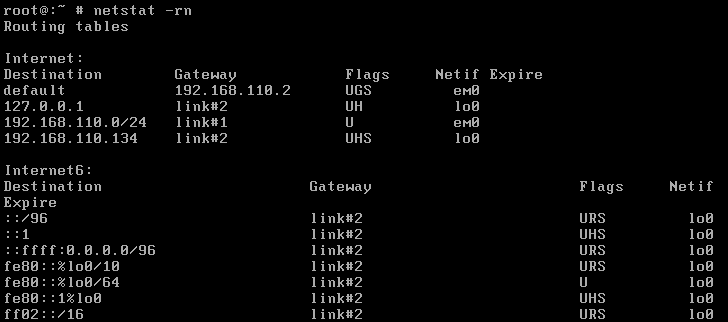 root@:~ # netstat -rn
Routing tables

Internet:
Destination        Gateway            Flags     Netif Expire
default            192.168.110.2      UGS         em0
127.0.0.1          link#2             UH          lo0
192.168.110.0/24   link#1             U           em0
192.168.110.134    link#2             UHS         lo0

Internet6:
Destination                       Gateway                       Flags     Netif
Expire
::/96                             link#2                        URS         lo0
::1                               link#2                        UHS         lo0
::ffff:0.0.0.0/96                 link#2                        URS         lo0
fe80::%lo0/10                     link#2                        URS         lo0
fe80::%lo0/64                     link#2                        U           lo0
fe80::1%lo0                       link#2                        UHS         lo0
ff02::/16                         link#2                        URS         lo0